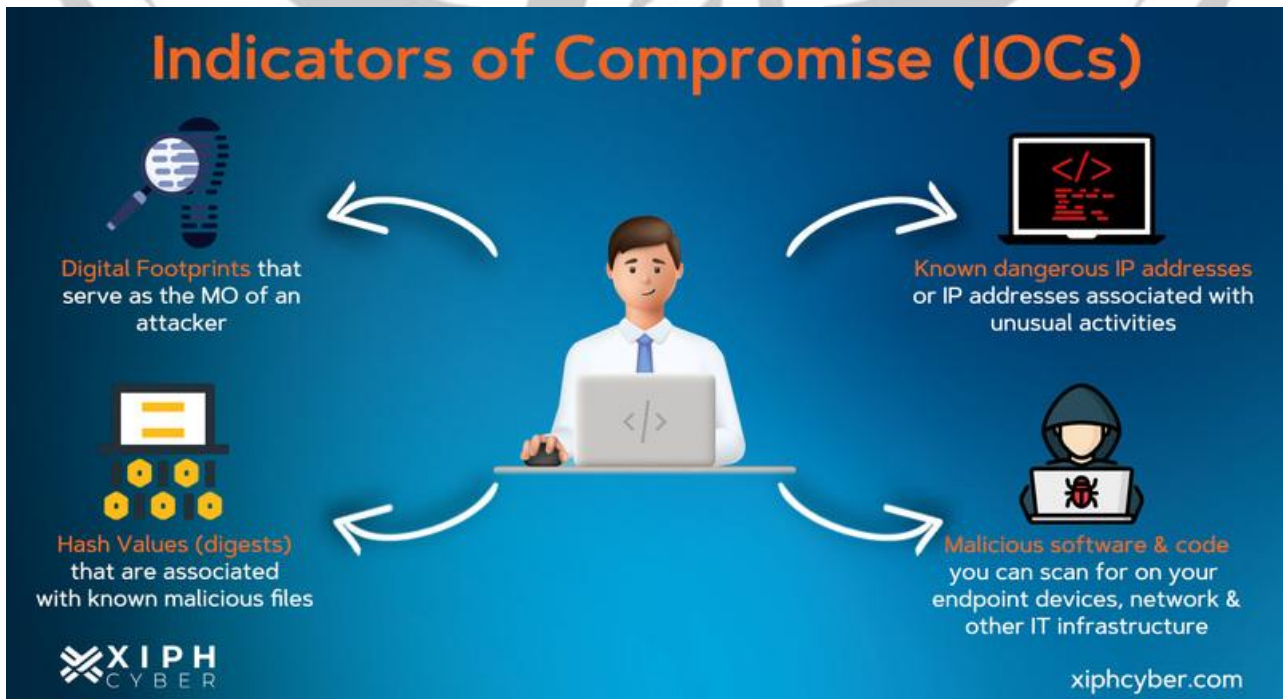 Indicators of Compromise (IOCs)
Digital Footprints that
serve as the MO of an
attacker
</>
Known dangerous IP addresses
or IP addresses associated with
unusual activities
</>
Hash Values (digests)
that are associated
with known malicious files
Malicious software & code
you can scan for on your
endpoint devices, network &
other IT infrastructure
XIPH
CYBER
xiphcyber.com